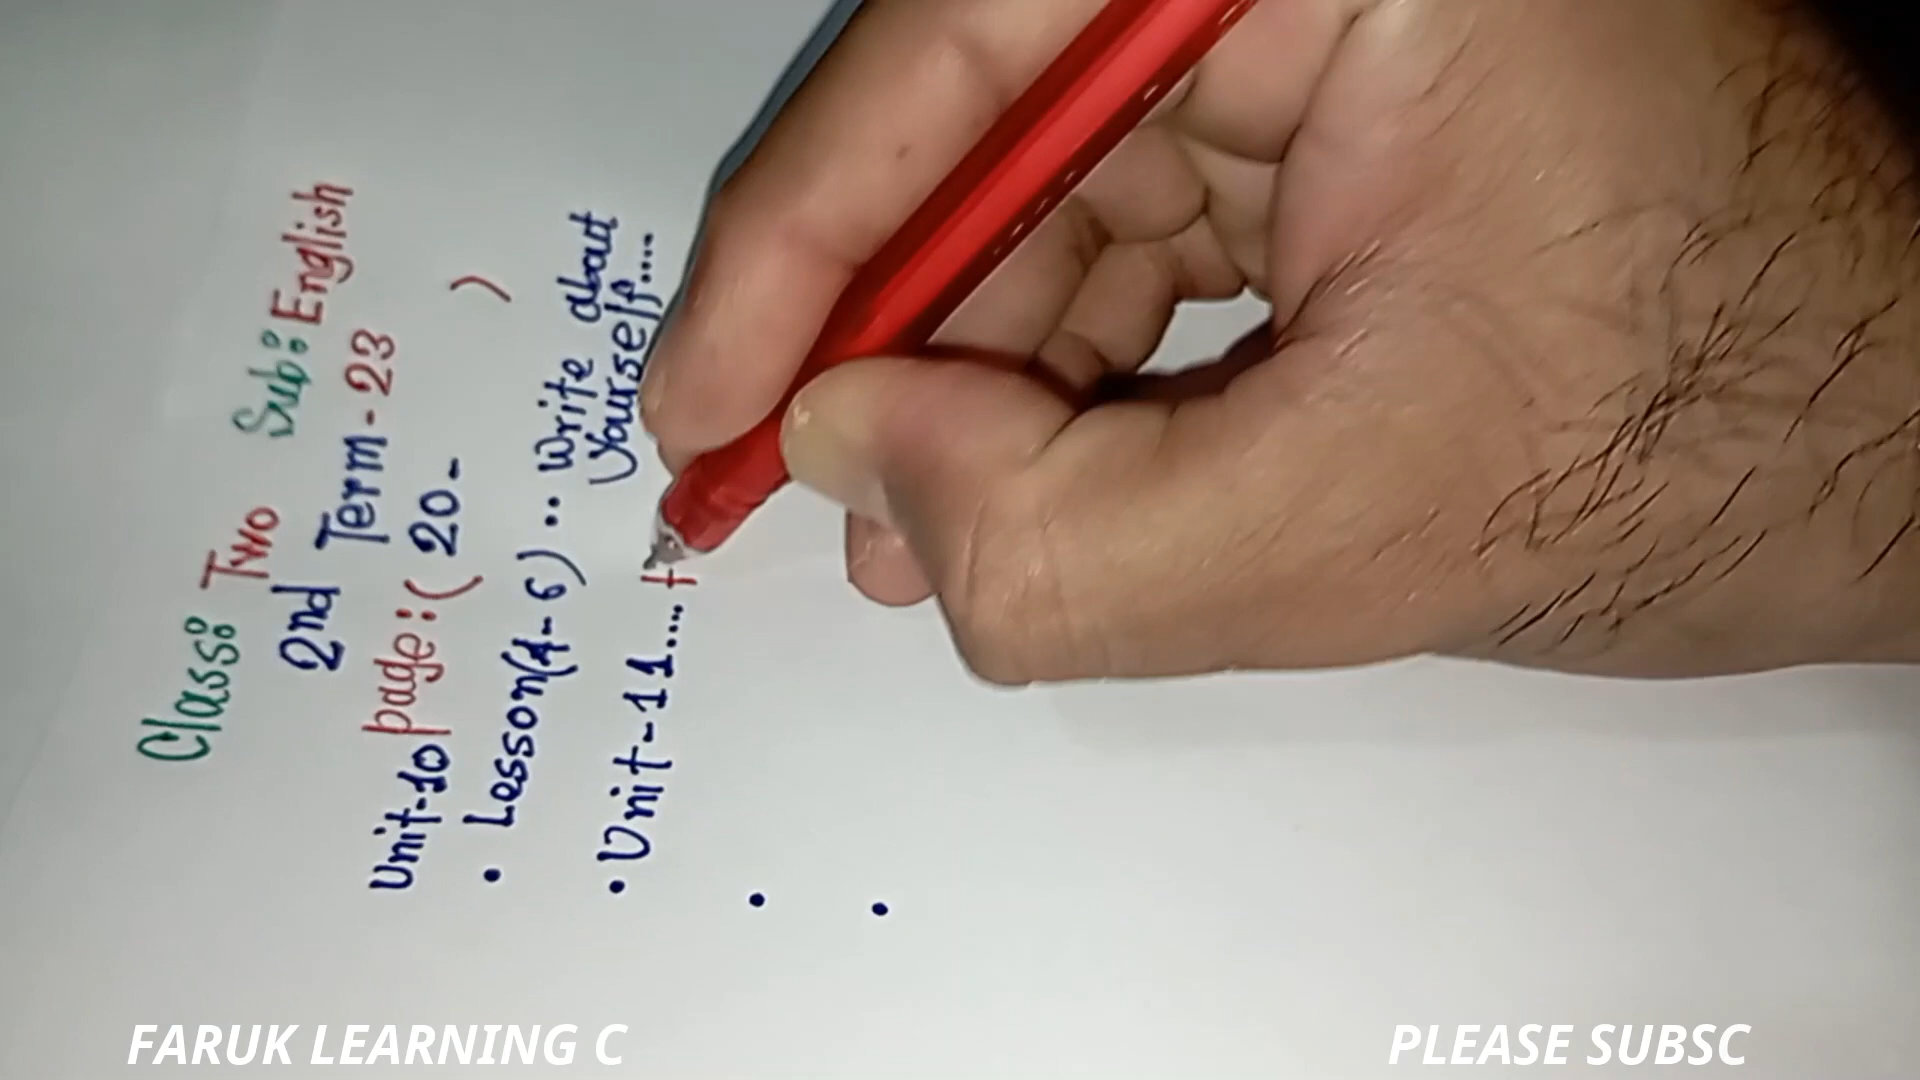 Class: Two Sub: English
2nd Term-23
Unit-10 page: ( 20- )
• Lesson(4-6)..Write about
Yourself....
• Unit-11....
•
•
FARUK LEARNING C
PLEASE SUBSC